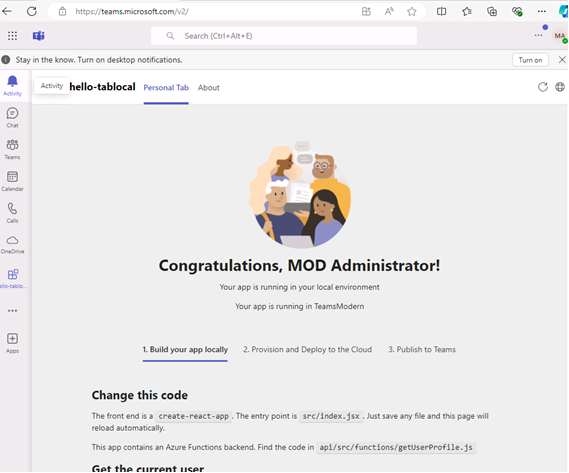 https://teams.microsoft.com/v2/
Search (Ctrl+Alt+E)
MA
Stay in the know. Turn on desktop notifications.
Turn on
Activity
Activity
hello-tablocal
Personal Tab
About
Chat
Teams
Calendar
Calls
OneDrive
ello-tablo...
Apps
Congratulations, MOD Administrator!
Your app is running in your local environment
Your app is running in TeamsModern
1. Build your app locally
2. Provision and Deploy to the Cloud
3. Publish to Teams
Change this code
The front end is a create-react-app. The entry point is src/index.jsx. Just save any file and this page will
reload automatically.
This app contains an Azure Functions backend. Find the code in api/src/functions/getUserProfile.js
Get the current user